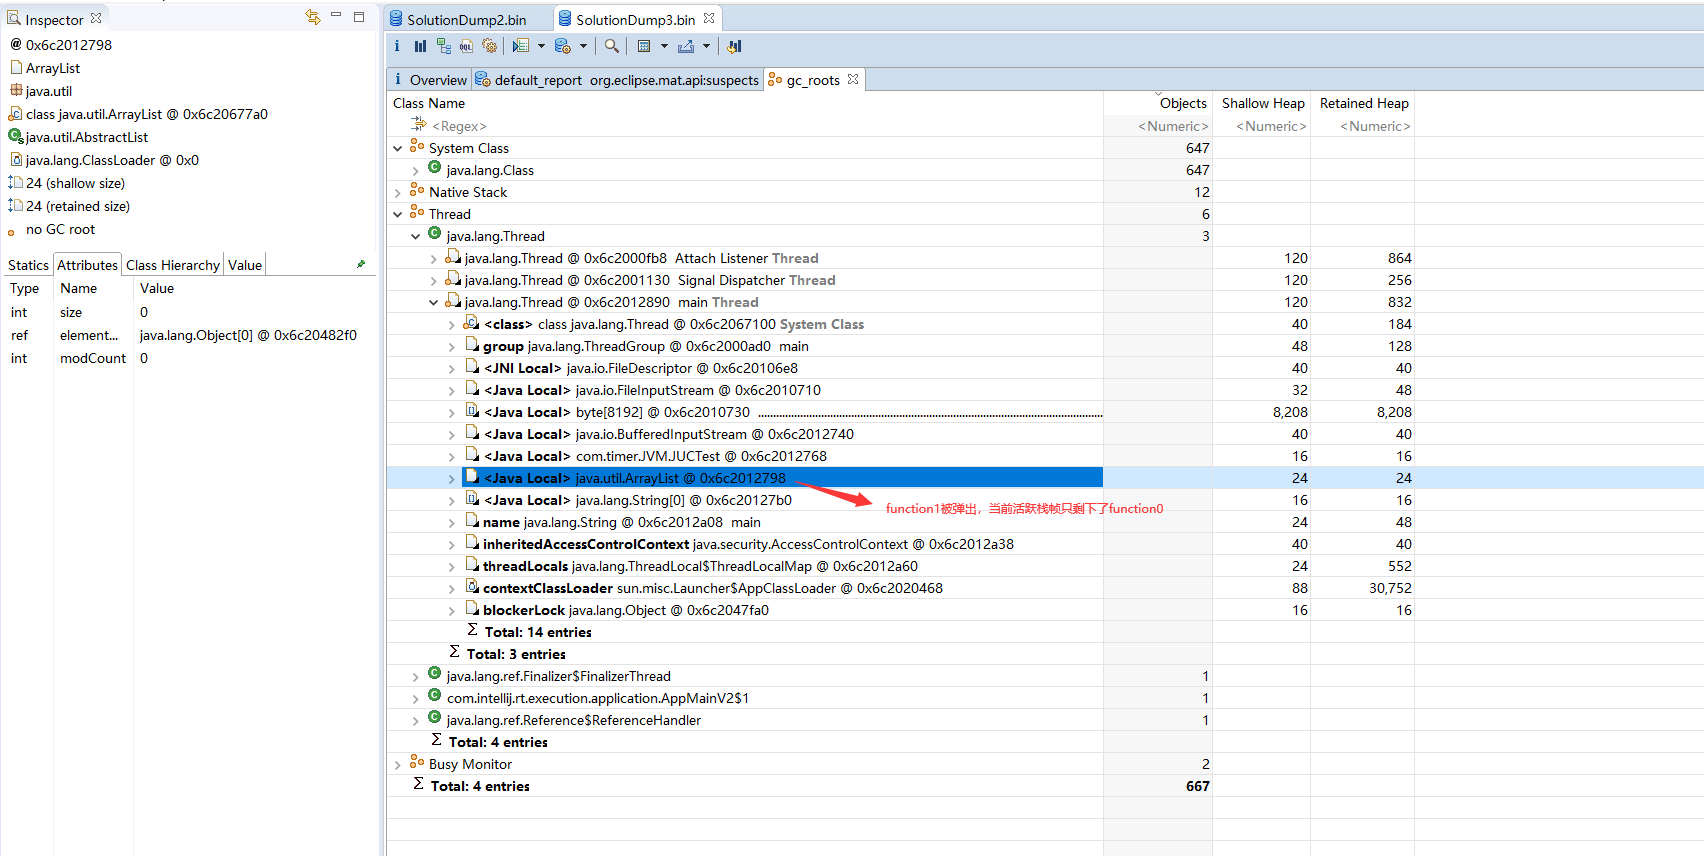 Inspector
@ 0x6c2012798
ArrayList
java.util
class java.util.ArrayList @ 0x6c20677a0
java.util.AbstractList
java.lang.ClassLoader @ 0x0
24 (shallow size)
24 (retained size)
no GC root
Statics Attributes Class Hierarchy Value
Type Name Value
int size 0
ref element... java.lang.Object[0] @ 0x6c20482f0
int modCount 0
SolutionDump2.bin SolutionDump3.bin
i Overview default_report org.eclipse.mat.api:suspects gc_roots
Class Name Objects Shallow Heap Retained Heap
<Regex> <Numeric> <Numeric> <Numeric>
System Class 647
java.lang.Class 647
Native Stack 12
Thread 6
java.lang.Thread 3
java.lang.Thread @ 0x6c2000fb8 Attach Listener Thread 120 864
java.lang.Thread @ 0x6c2001130 Signal Dispatcher Thread 120 256
java.lang.Thread @ 0x6c2012890 main Thread 120 832
<class> class java.lang.Thread @ 0x6c2067100 System Class 40 184
group java.lang.ThreadGroup @ 0x6c2000ad0 main 48 128
<JNI Local> java.io.FileDescriptor @ 0x6c20106e8 40 40
<Java Local> java.io.FileInputStream @ 0x6c2010710 32 48
<Java Local> byte[8192] @ 0x6c2010730 ........................................................................................................ 8,208 8,208
<Java Local> java.io.BufferedInputStream @ 0x6c2012740 40 40
<Java Local> com.timer.JVM.JUCTest @ 0x6c2012768 16 16
<Java Local> java.util.ArrayList @ 0x6c2012798 24 24
<Java Local> java.lang.String[0] @ 0x6c20127b0 16 16
function1被弹出，当前活跃栈帧只剩下了function0
name java.lang.String @ 0x6c2012a08 main 24 48
inheritedAccessControlContext java.security.AccessControlContext @ 0x6c2012a38 40 40
threadLocals java.lang.ThreadLocal$ThreadLocalMap @ 0x6c2012a60 24 552
contextClassLoader sun.misc.Launcher$AppClassLoader @ 0x6c2020468 88 30,752
blockerLock java.lang.Object @ 0x6c2047fa0 16 16
Σ Total: 14 entries
Σ Total: 3 entries
java.lang.ref.Finalizer$FinalizerThread 1
com.intellij.rt.execution.application.AppMainV2$1 1
java.lang.ref.Reference$ReferenceHandler 1
Σ Total: 4 entries
Busy Monitor 2
Σ Total: 4 entries 667